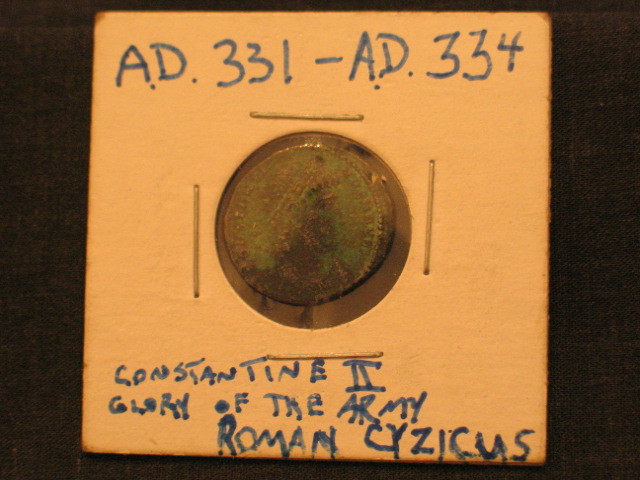 A.D. 331 - A.D. 334
CONSTANTINE II
GLORY OF THE ARMY
ROMAN CYZICUS